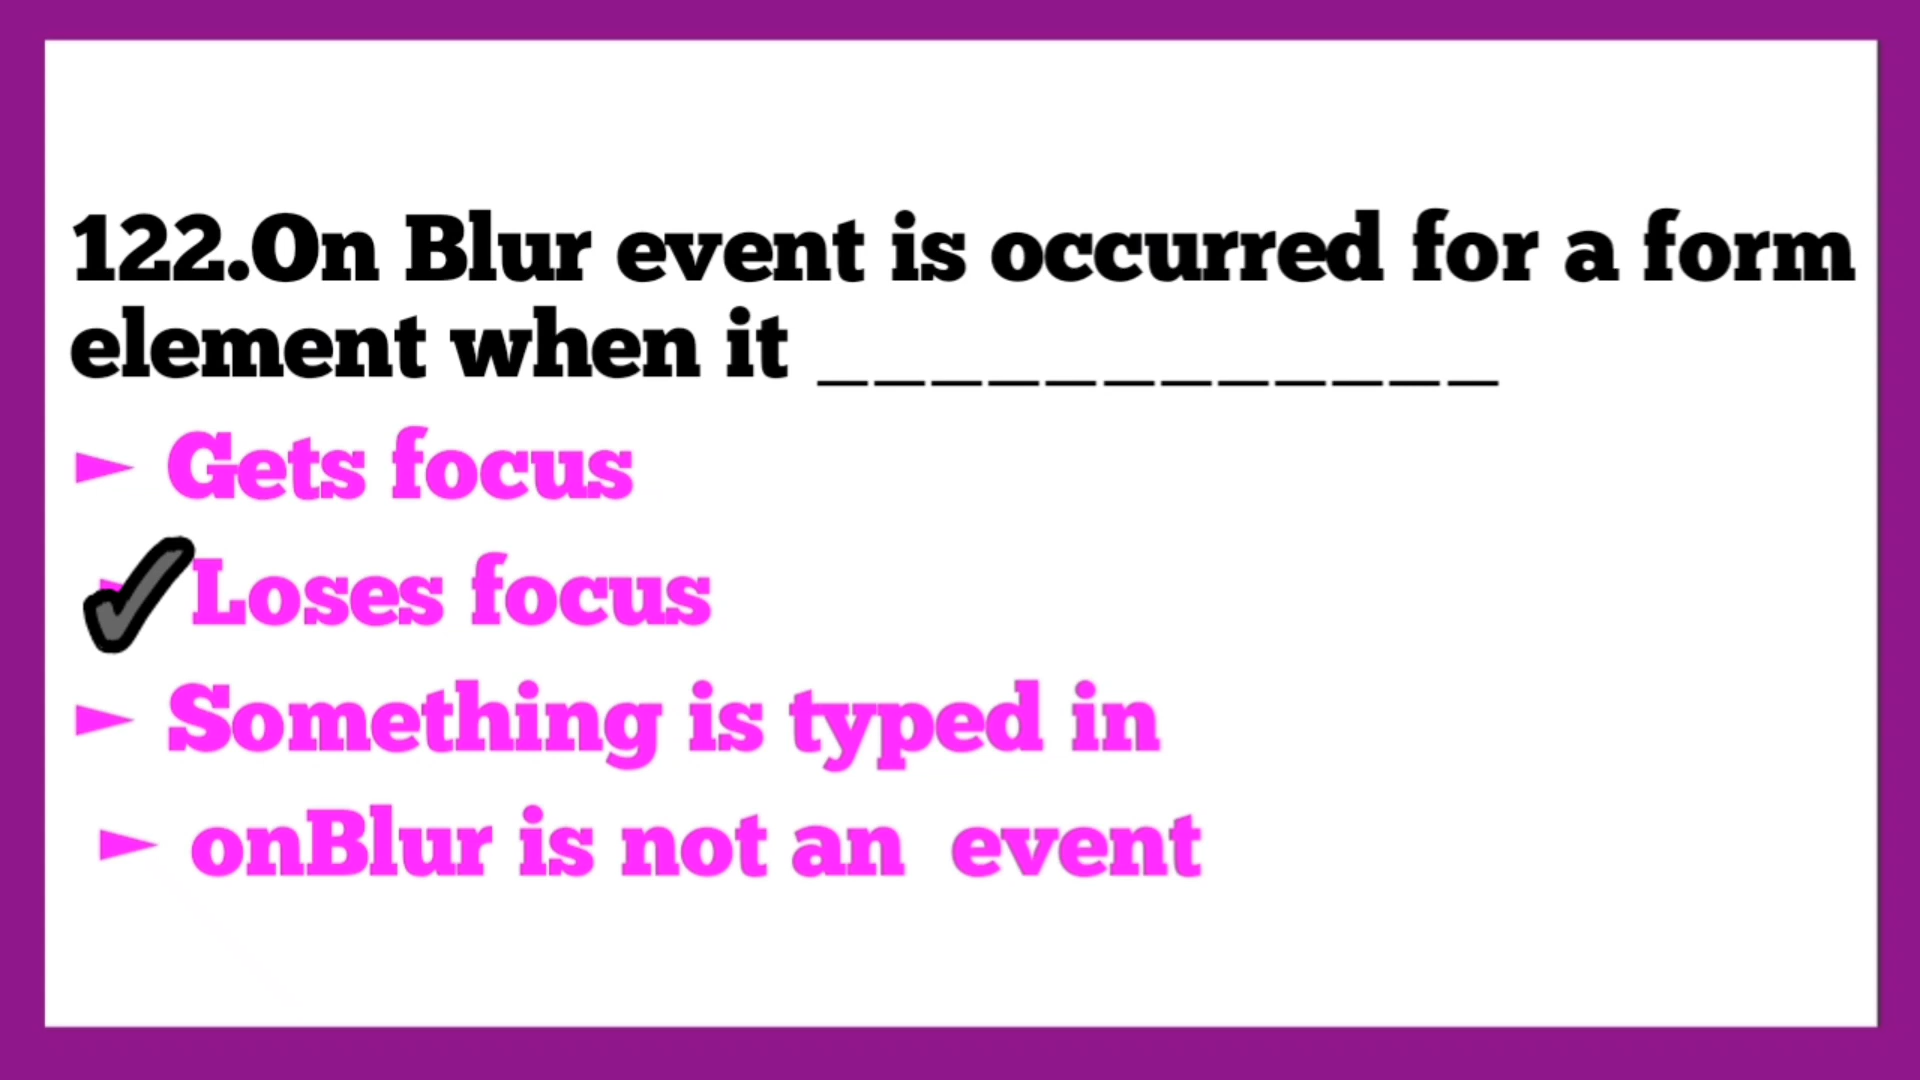 122.On Blur event is occurred for a form
element when it ____________
► Gets focus
► Loses focus
► Something is typed in
► onBlur is not an event